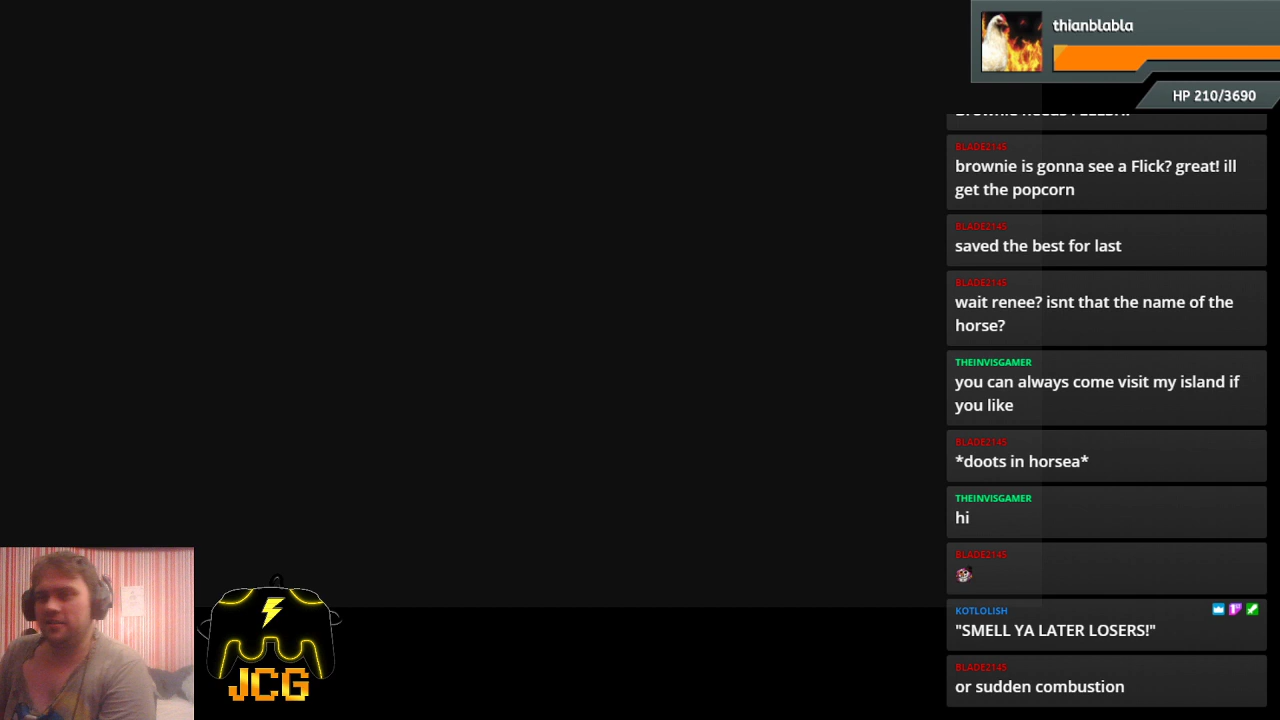 thianblabla
HP 210/3690
BLADE2145
brownie is gonna see a Flick? great! ill
get the popcorn
BLADE2145
saved the best for last
BLADE2145
wait renee? isnt that the name of the
horse?
THEINVISGAMER
you can always come visit my island if
you like
BLADE2145
*doots in horsea*
THEINVISGAMER
hi
BLADE2145
KOTLOLISH
"SMELL YA LATER LOSERS!"
BLADE2145
or sudden combustion
JCG